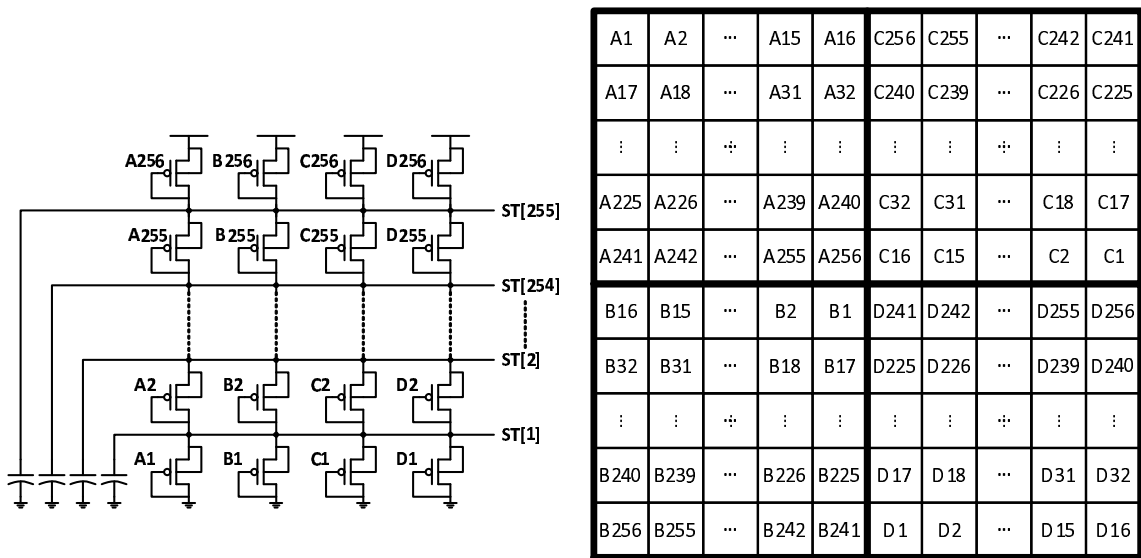 A256 B256 C256 D256
ST[255]
A255 B255 C255 D255
ST[254]
ST[2]
A2 B2 C2 D2
ST[1]
A1 B1 C1 D1
A1 A2 ... A15 A16 C256 C255 ... C242 C241
A17 A18 ... A31 A32 C240 C239 ... C226 C225
⋮ ⋮ ⋮ ⋮ ⋮ ⋮ ⋮ ⋮ ⋮ ⋮
A225 A226 ... A239 A240 C32 C31 ... C18 C17
A241 A242 ... A255 A256 C16 C15 ... C2 C1
B16 B15 ... B2 B1 D241 D242 ... D255 D256
B32 B31 ... B18 B17 D225 D226 ... D239 D240
⋮ ⋮ ⋮ ⋮ ⋮ ⋮ ⋮ ⋮ ⋮ ⋮
B240 B239 ... B226 B225 D17 D18 ... D31 D32
B256 B255 ... B242 B241 D1 D2 ... D15 D16